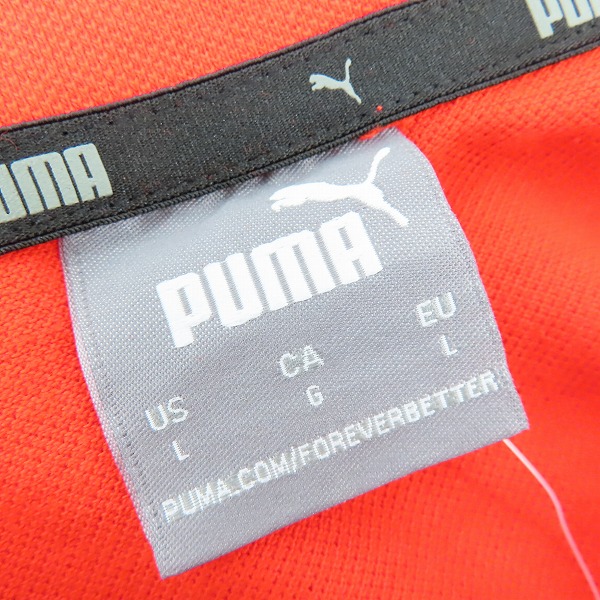 PUMA
PUMA
PUMA
US CA EU
L G L
PUMA.COM/FOREVERBETTER